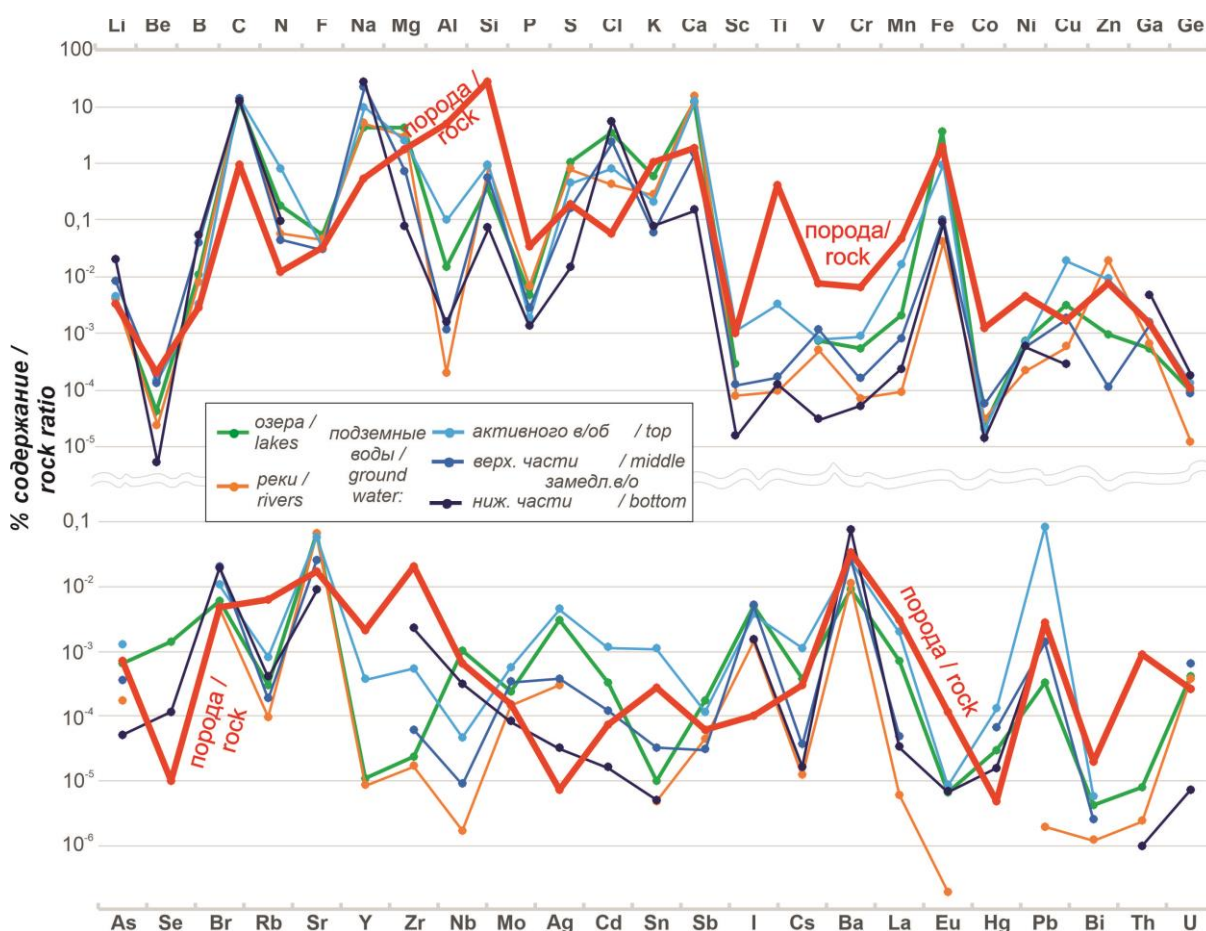 Li Be B C N F Na Mg Al Si P S Cl K Ca Sc Ti V Cr Mn Fe Co Ni Cu Zn Ga Ge
100
10
1
0,1
10⁻²
10⁻³
10⁻⁴
10⁻⁵
порода /
rock
порода/
rock
% содержание /
rock ratio
озера /
lakes
реки /
rivers
подземные
воды /
ground
water:
активного в/об / top
верх. части / middle
замедл.в/о
ниж. части / bottom
0,1
10⁻²
10⁻³
10⁻⁴
10⁻⁵
10⁻⁶
порода /
rock
порода / rock
As Se Br Rb Sr Y Zr Nb Mo Ag Cd Sn Sb I Cs Ba La Eu Hg Pb Bi Th U